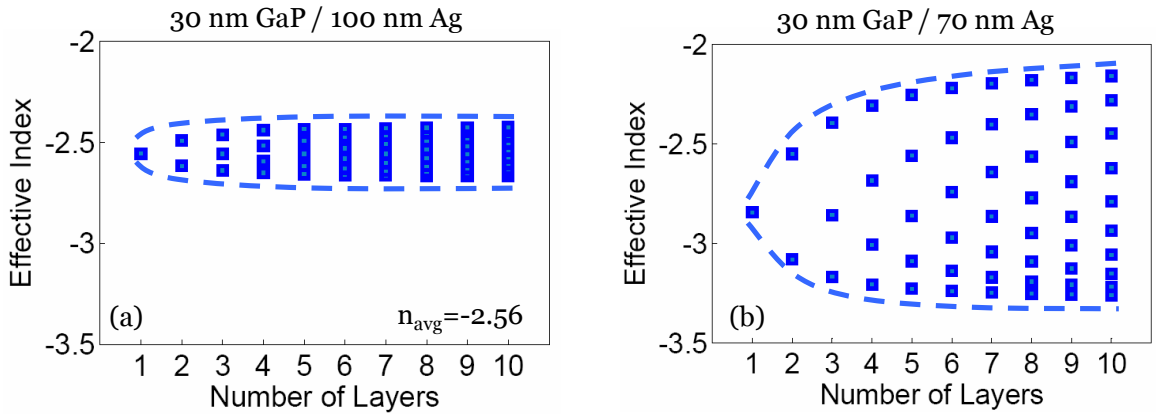 30 nm GaP / 100 nm Ag
-2
-2.5
-3
-3.5
Effective Index
(a)
n_avg=-2.56
1 2 3 4 5 6 7 8 9 10
Number of Layers
30 nm GaP / 70 nm Ag
-2
-2.5
-3
-3.5
Effective Index
(b)
1 2 3 4 5 6 7 8 9 10
Number of Layers